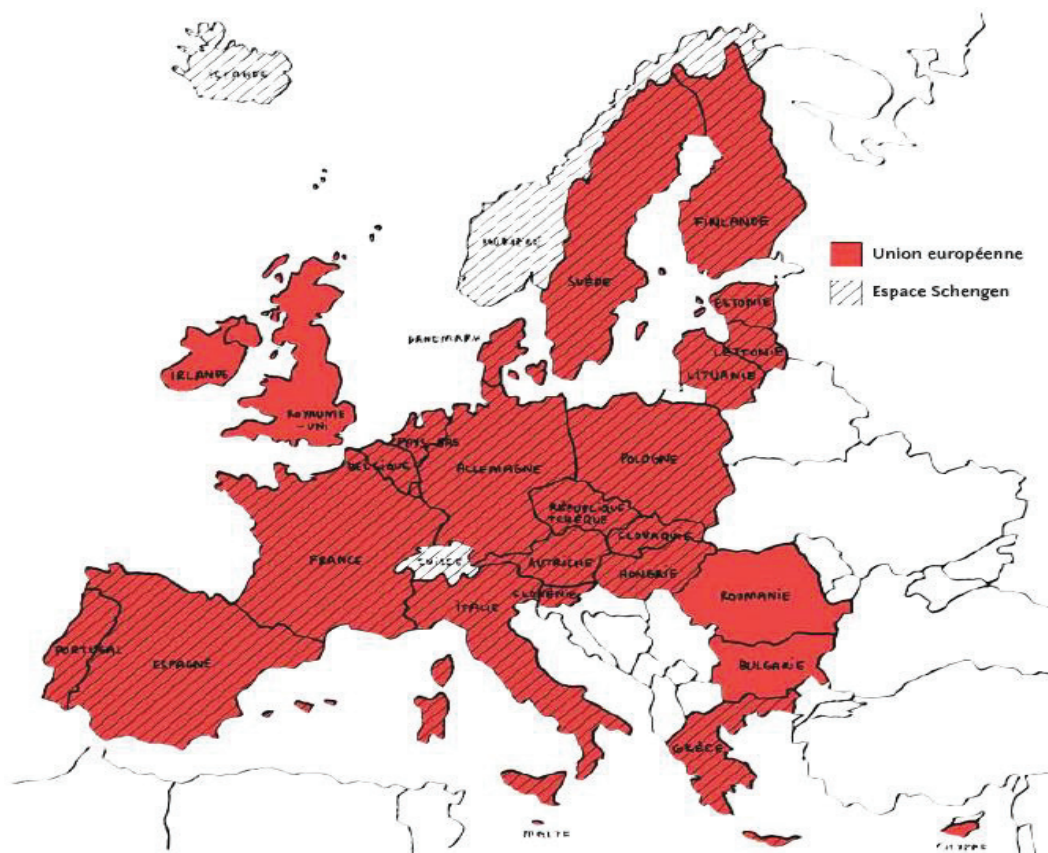 ISLANDE
NORVÈGE
FINLANDE
Union européenne
SUÈDE
Espace Schengen
ESTONIE
DANEMARK
LETTONIE
IRLANDE
LITUANIE
ROYAUME
-UNI
PAYS-BAS
BELGIQUE
ALLEMAGNE
POLOGNE
RÉPUBLIQUE
TCHÈQUE
SLOVAQUIE
FRANCE
SUISSE
AUTRICHE
HONGRIE
SLOVÉNIE
ITALIE
ROUMANIE
PORTUGAL
ESPAGNE
BULGARIE
GRÈCE
MALTE
CHYPRE